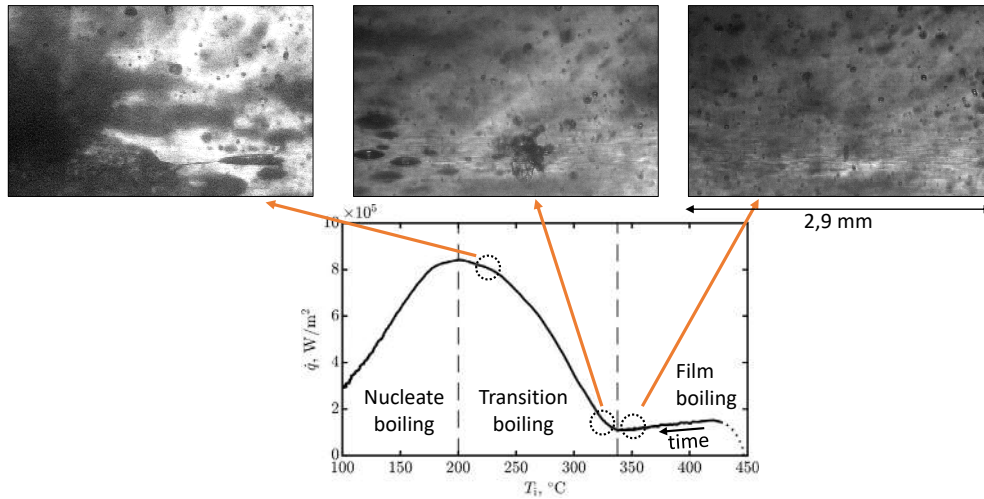 2,9 mm
×10⁵
8
6
4
2
0
q̇, W/m²
Nucleate
boiling
Transition
boiling
Film
boiling
time
100 150 200 250 300 350 400 450
Tᵢ, °C